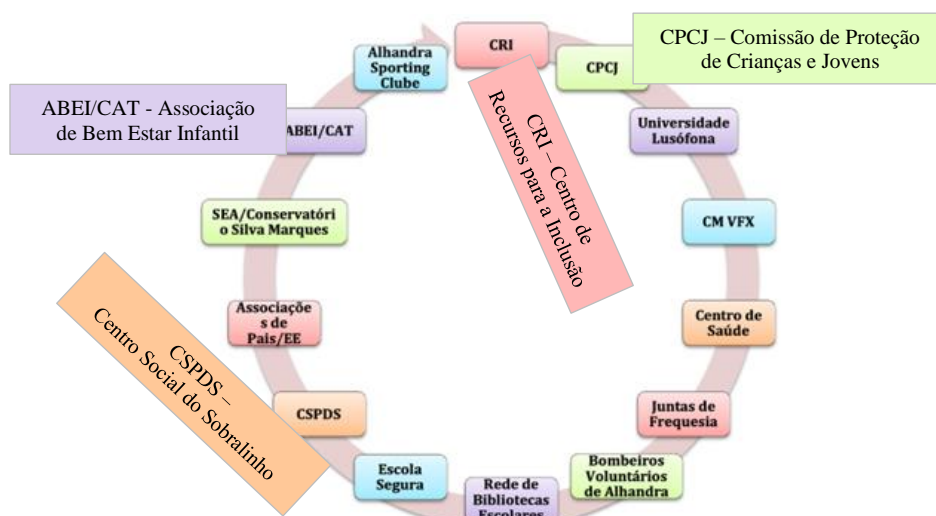 CRI
CPCJ
CPCJ – Comissão de Proteção
de Crianças e Jovens
CRI – Centro de
Recursos para a Inclusão
Universidade
Lusófona
CM VFX
Centro de
Saúde
Juntas de
Frequesia
Bombeiros
Voluntários
de Alhandra
Rede de
Bibliotecas
Escolares
Escola
Segura
CSPDS
CSPDS –
Centro Social do Sobralinho
Associaçõe
s de
Pais/EE
SEA/Conservatóri
o Silva Marques
ABEI/CAT
ABEI/CAT - Associação
de Bem Estar Infantil
Alhandra
Sporting
Clube